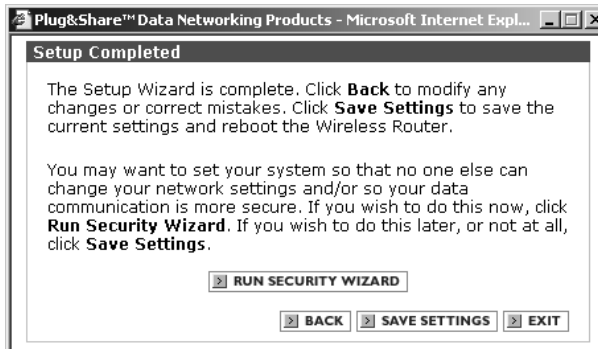 Plug&Share™ Data Networking Products - Microsoft Internet Expl...
Setup Completed
The Setup Wizard is complete. Click Back to modify any
changes or correct mistakes. Click Save Settings to save the
current settings and reboot the Wireless Router.
You may want to set your system so that no one else can
change your network settings and/or so your data
communication is more secure. If you wish to do this now, click
Run Security Wizard. If you wish to do this later, or not at all,
click Save Settings.
RUN SECURITY WIZARD
BACK SAVE SETTINGS EXIT